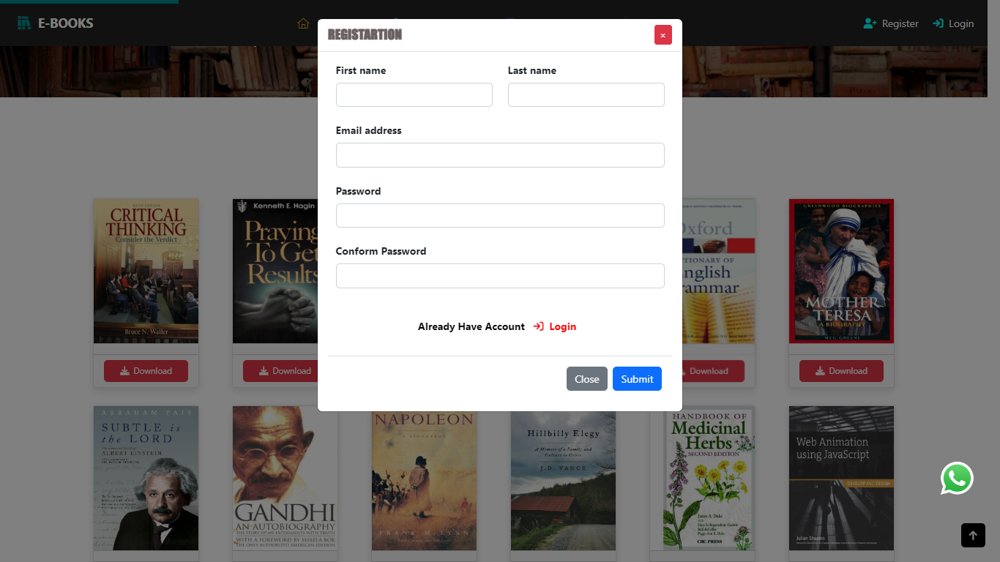 E-BOOKS
Register
Login
REGISTARTION
×
First name
Last name
Email address
Password
Conform Password
Already Have Account
Login
Close
Submit
SIXTH EDITION
CRITICAL
THINKING
Consider the Verdict
Bruce N. Waller
Download
Kenneth E. Hagin
Praying
To Get
Results
Download
Oxford
English
Download
GREENWOOD BIOGRAPHIES
MOTHER
TERESA
A BIOGRAPHY
MEG GREENE
Download
ABRAHAM PAIS
SUBTLE is
the LORD
ALBERT EINSTEIN
GANDHI
AN AUTOBIOGRAPHY
THE STORY OF MY EXPERIMENTS WITH TRUTH
WITH A FOREWORD BY SISSELA BOK
THE ONLY AUTHORIZED AMERICAN EDITION
NAPOLEON
A BIOGRAPHY
FRANK McLYNN
Hillbilly Elegy
A Memoir of a Family and
Culture in Crisis
J.D. VANCE
HANDBOOK OF
Medicinal
Herbs
SECOND EDITION
James A. Duke
CRC PRESS
Web Animation
using JavaScript
DEVELOP AND DESIGN
Julian Shapiro